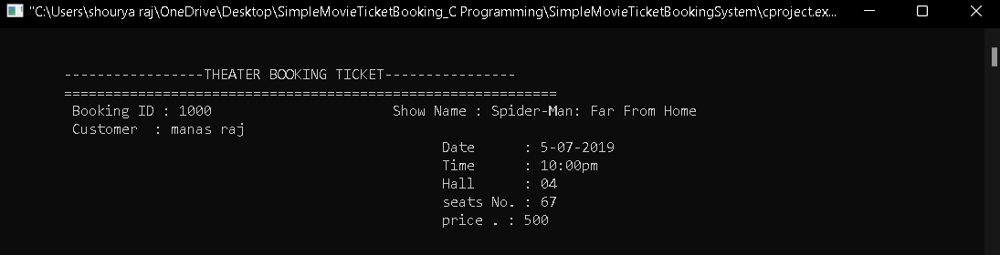 "C:\Users\shourya raj\OneDrive\Desktop\SimpleMovieTicketBooking_C Programming\SimpleMovieTicketBookingSystem\cproject.ex...
-----------------THEATER BOOKING TICKET----------------
============================================================
Booking ID : 1000 Show Name : Spider-Man: Far From Home
Customer  : manas raj
Date      : 5-07-2019
Time      : 10:00pm
Hall      : 04
seats No. : 67
price . : 500